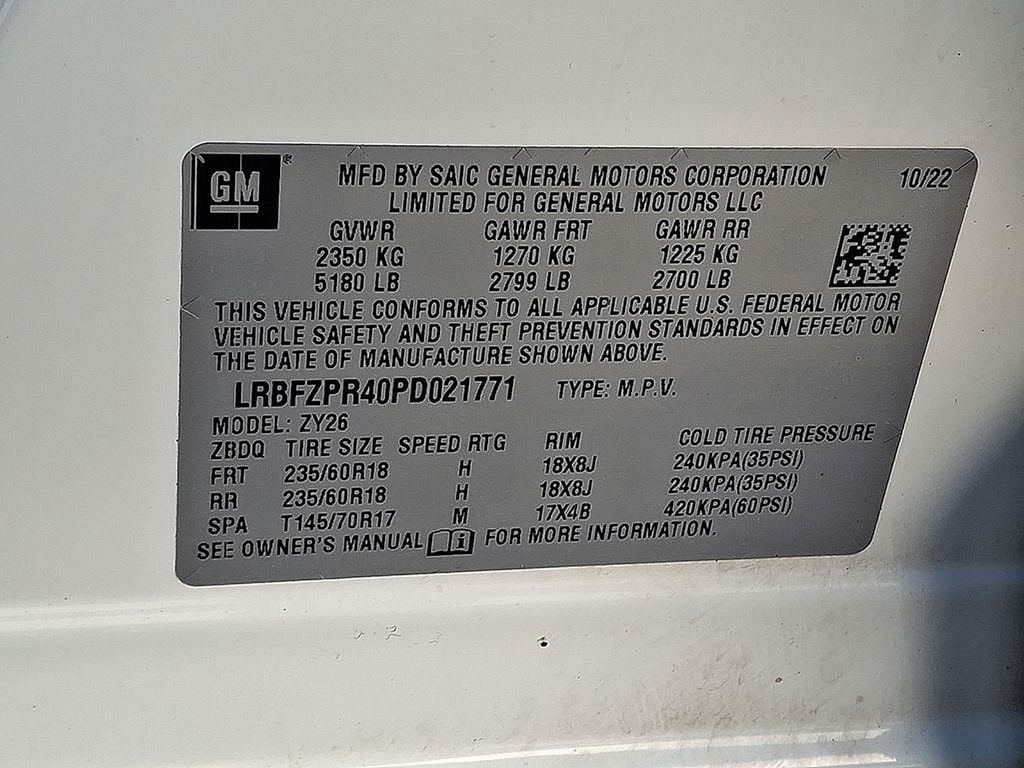 GM
MFD BY SAIC GENERAL MOTORS CORPORATION 10/22
LIMITED FOR GENERAL MOTORS LLC
GVWR GAWR FRT GAWR RR
2350 KG 1270 KG 1225 KG
5180 LB 2799 LB 2700 LB
THIS VEHICLE CONFORMS TO ALL APPLICABLE U.S. FEDERAL MOTOR
VEHICLE SAFETY AND THEFT PREVENTION STANDARDS IN EFFECT ON
THE DATE OF MANUFACTURE SHOWN ABOVE.
LRBFZPR40PD021771 TYPE: M.P.V.
MODEL: ZY26
ZBDQ TIRE SIZE SPEED RTG RIM COLD TIRE PRESSURE
FRT 235/60R18 H 18X8J 240KPA(35PSI)
RR 235/60R18 H 18X8J 240KPA(35PSI)
SPA T145/70R17 M 17X4B 420KPA(60PSI)
SEE OWNER'S MANUAL FOR MORE INFORMATION.